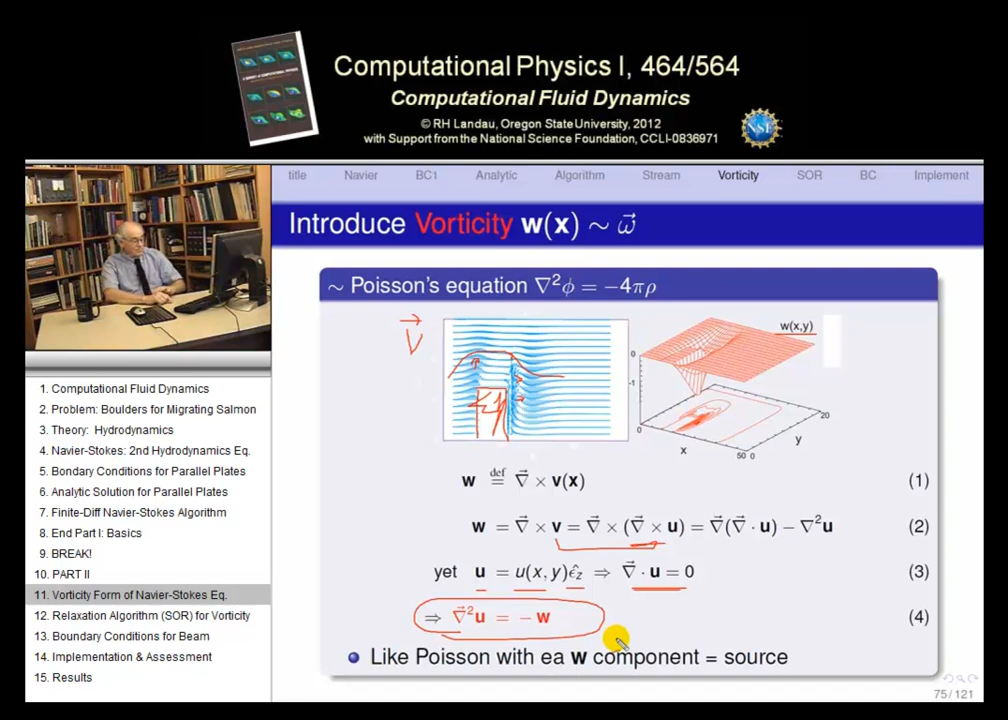 Computational Physics I, 464/564
Computational Fluid Dynamics
© RH Landau, Oregon State University, 2012
with Support from the National Science Foundation, CCLI-0836971
NSF
title Navier BC1 Analytic Algorithm Stream Vorticity SOR BC Implement
Introduce Vorticity w(x) ∼ ω⃗
∼ Poisson's equation ∇²φ = −4πρ
V⃗
w(x,y)
0
-1
0
x
50 0
y
20
w ≝ ∇⃗ × v(x) (1)
w = ∇⃗ × v = ∇⃗ × (∇⃗ × u) = ∇⃗(∇⃗ · u) − ∇²u (2)
yet u = u(x, y)ε̂z ⇒ ∇⃗ · u = 0 (3)
⇒ ∇⃗²u = − w (4)
Like Poisson with ea w component = source
75 / 121
1. Computational Fluid Dynamics
2. Problem: Boulders for Migrating Salmon
3. Theory: Hydrodynamics
4. Navier-Stokes: 2nd Hydrodynamics Eq.
5. Bondary Conditions for Parallel Plates
6. Analytic Solution for Parallel Plates
7. Finite-Diff Navier-Stokes Algorithm
8. End Part I: Basics
9. BREAK!
10. PART II
11. Vorticity Form of Navier-Stokes Eq.
12. Relaxation Algorithm (SOR) for Vorticity
13. Boundary Conditions for Beam
14. Implementation & Assessment
15. Results